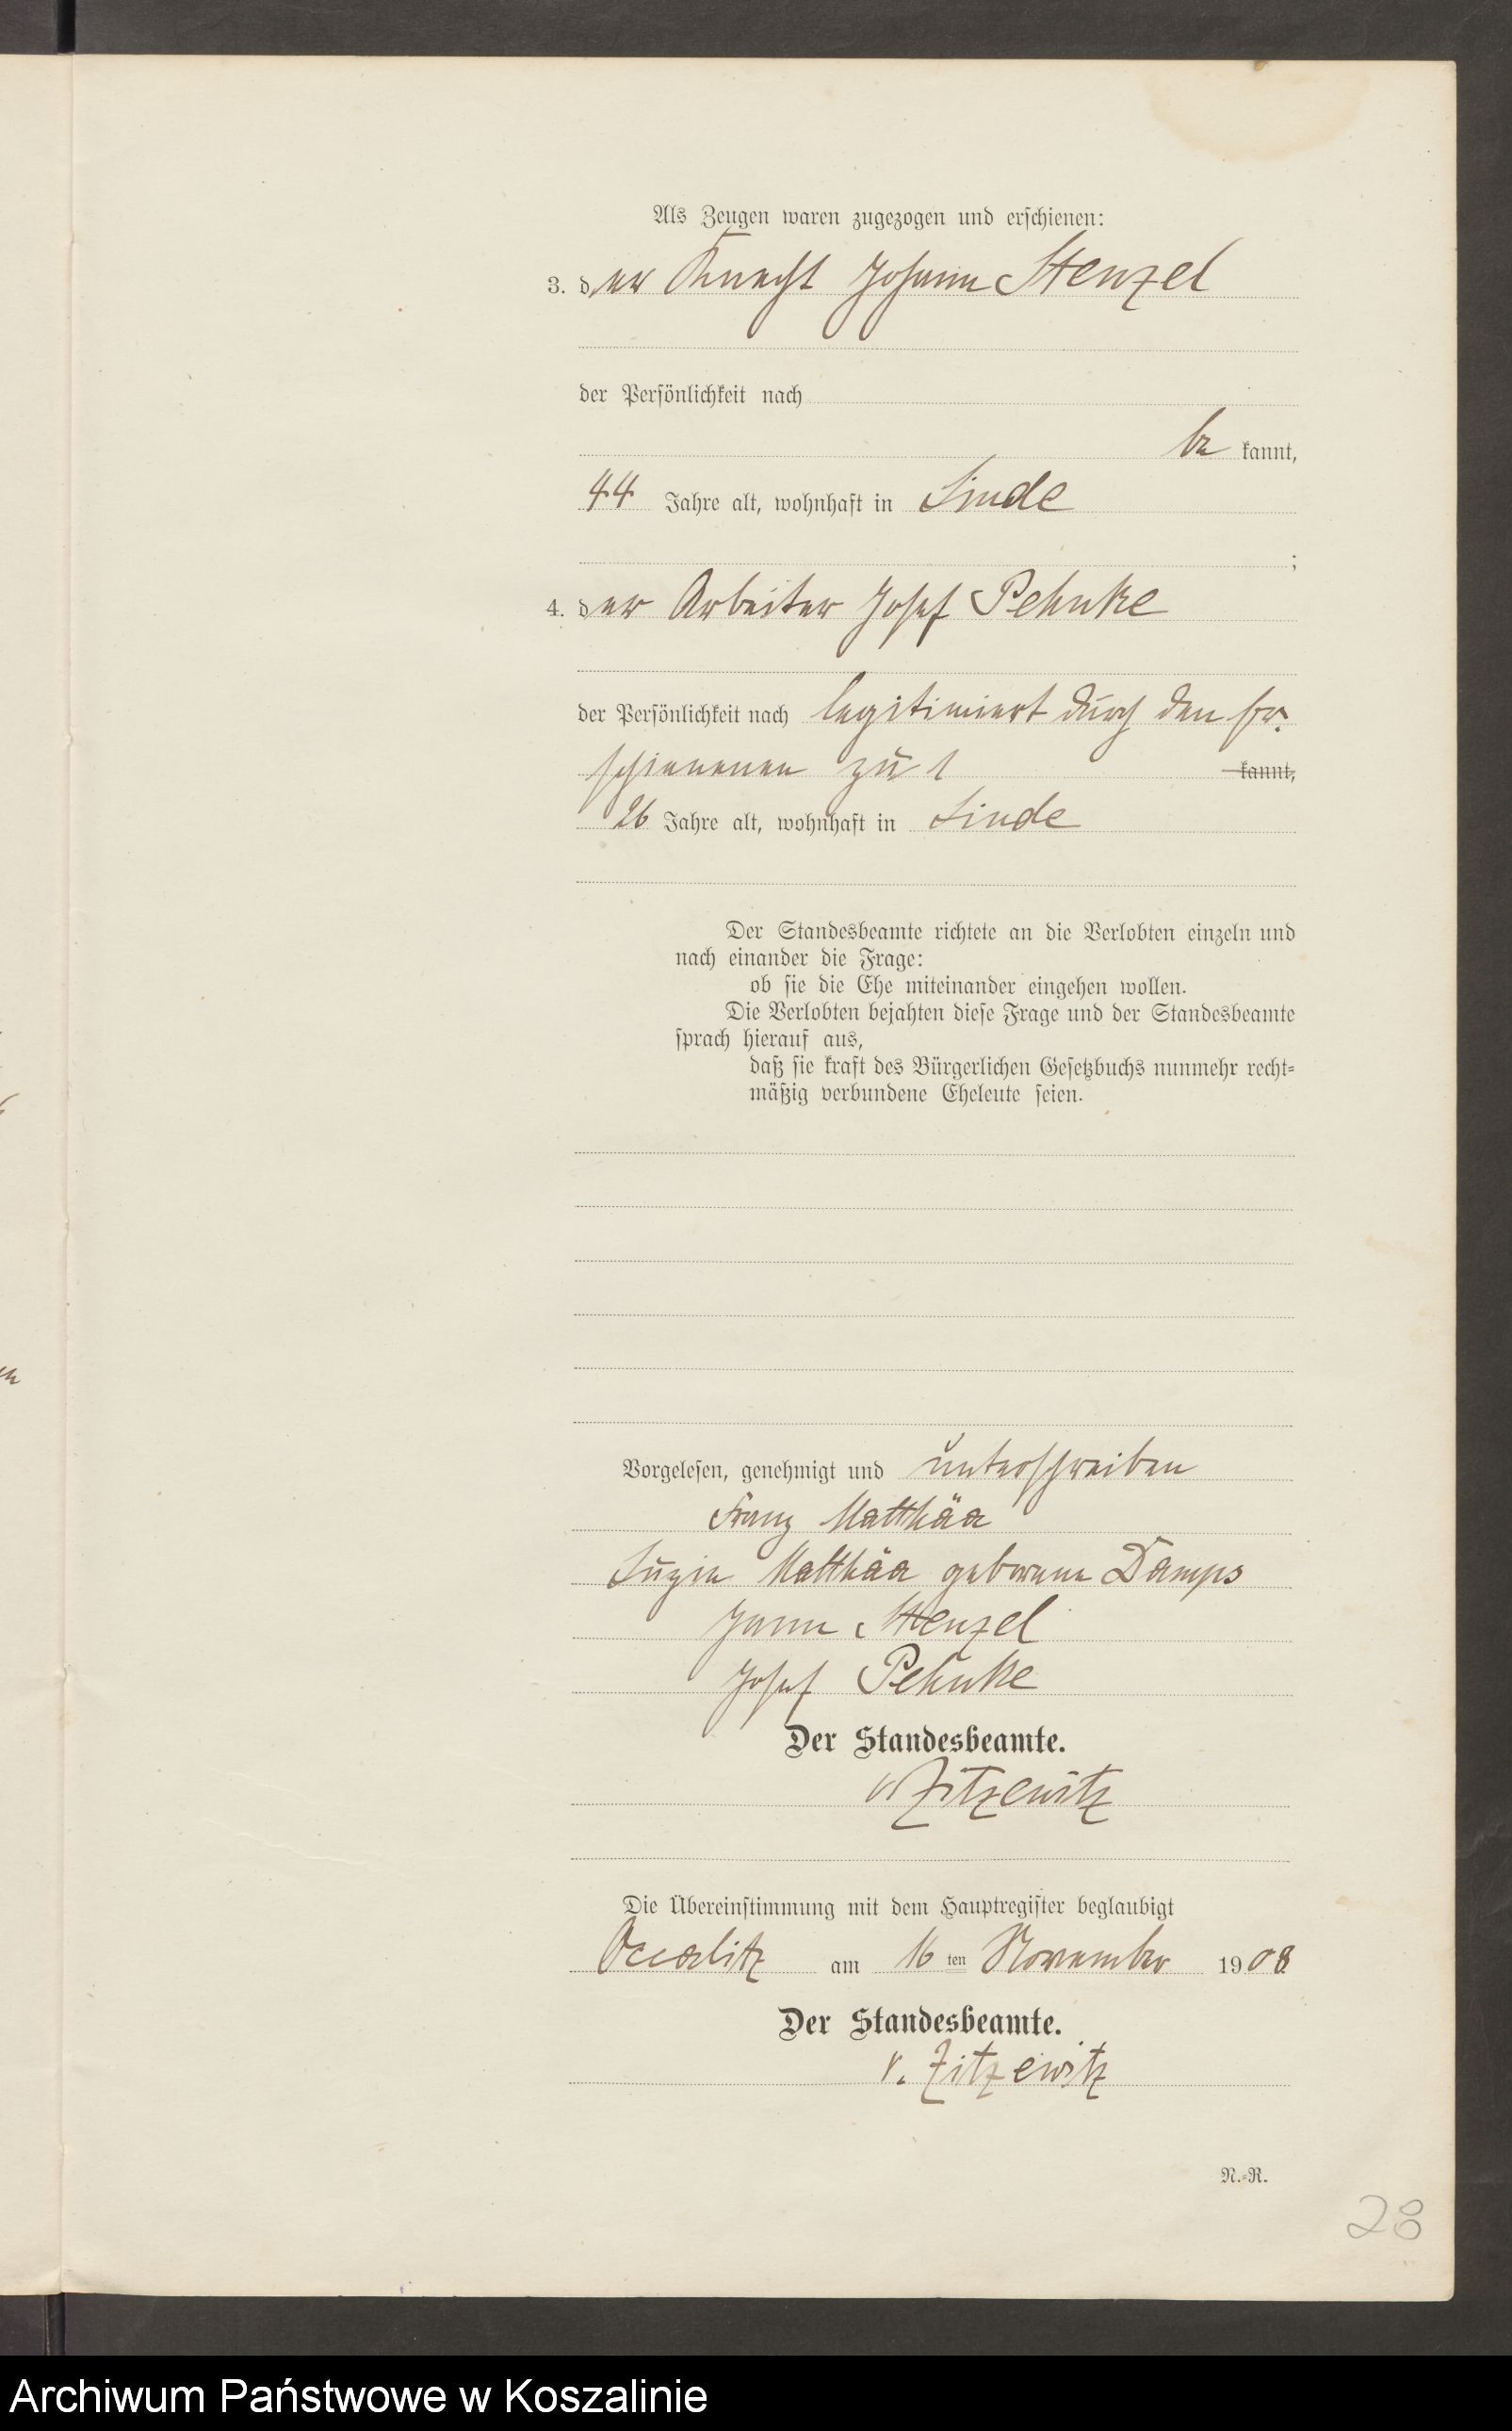 Als Zeugen waren zugezogen und erschienen:
3. der Knecht Johann Stenzel
der Persönlichkeit nach
be kannt,
44 Jahre alt, wohnhaft in Linde
;
4. der Arbeiter Josef Pehnke
der Persönlichkeit nach legitimiert durch den Er-
schienenen zu 1 kannt,
26 Jahre alt, wohnhaft in Linde
Der Standesbeamte richtete an die Verlobten einzeln und
nach einander die Frage:
ob sie die Ehe miteinander eingehen wollen.
Die Verlobten bejahten diese Frage und der Standesbeamte
sprach hierauf aus,
daß sie kraft des Bürgerlichen Gesetzbuchs nunmehr recht-
mäßig verbundene Eheleute seien.
Vorgelesen, genehmigt und unterschreiben
Franz Matthäa
Luzie Matthäa geborene Damps
Jann Stenzel
Josef Pehnke
Der Standesbeamte.
v Zitzewitz
Die Übereinstimmung mit dem Hauptregister beglaubigt
Occalitz am 16 ten November 1908
Der Standesbeamte.
v. Zitzewitz
N.-R.
28
Archiwum Państwowe w Koszalinie